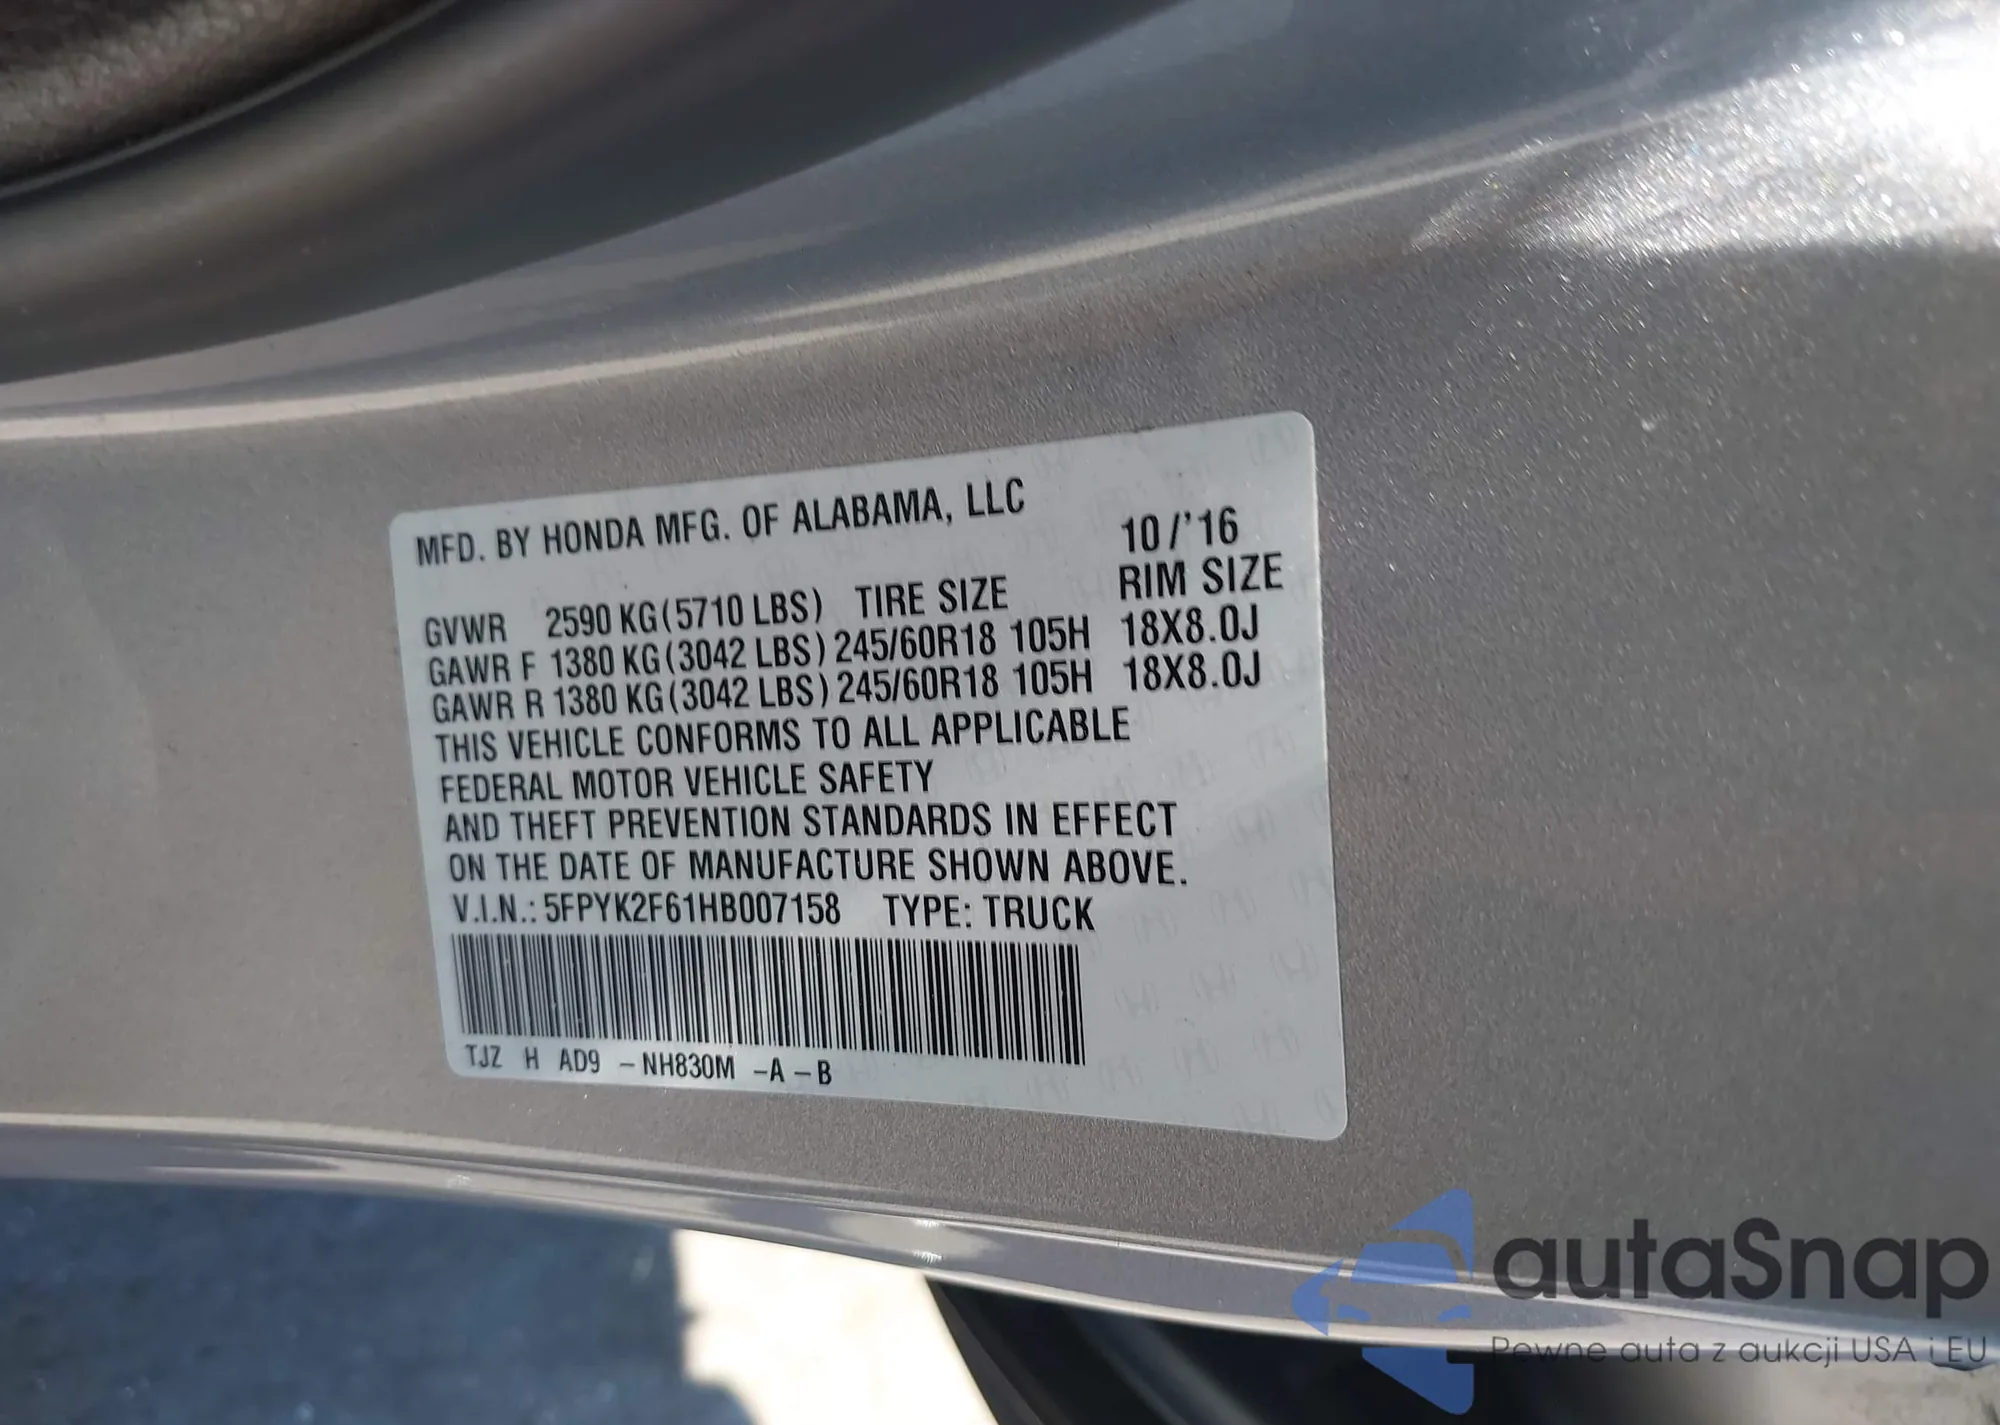 MFD. BY HONDA MFG. OF ALABAMA, LLC
10/'16
GVWR 2590 KG(5710 LBS) TIRE SIZE RIM SIZE
GAWR F 1380 KG(3042 LBS) 245/60R18 105H 18X8.0J
GAWR R 1380 KG(3042 LBS) 245/60R18 105H 18X8.0J
THIS VEHICLE CONFORMS TO ALL APPLICABLE
FEDERAL MOTOR VEHICLE SAFETY
AND THEFT PREVENTION STANDARDS IN EFFECT
ON THE DATE OF MANUFACTURE SHOWN ABOVE.
V.I.N.: 5FPYK2F61HB007158 TYPE: TRUCK
TJZ H AD9 -NH830M -A-B
autaSnap
Pewne auta z aukcji USA i EU